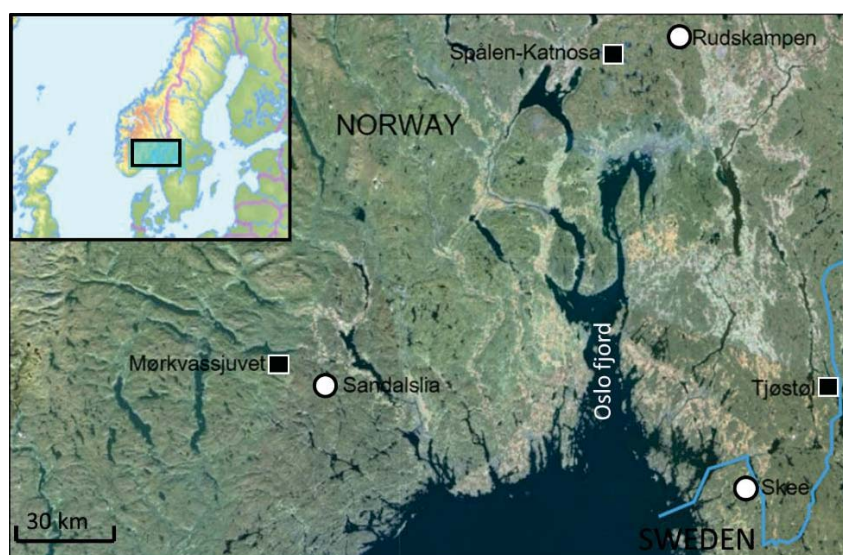 Spålen-Katnosa
Rudskampen
NORWAY
Mørkvassjuvet
Sandalslia
Oslo fjord
Tjøstøl
Skee
30 km
SWEDEN